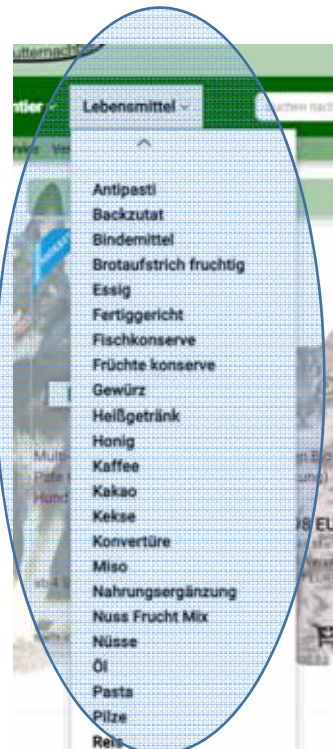 Lebensmittel
Antipasti
Backzutat
Bindemittel
Brotaufstrich fruchtig
Essig
Fertiggericht
Fischkonserve
Früchte konserve
Gewürz
Heißgetränk
Honig
Kaffee
Kakao
Kekse
Konvertüre
Miso
Nahrungsergänzung
Nuss Frucht Mix
Nüsse
Öl
Pasta
Pilze
Reis